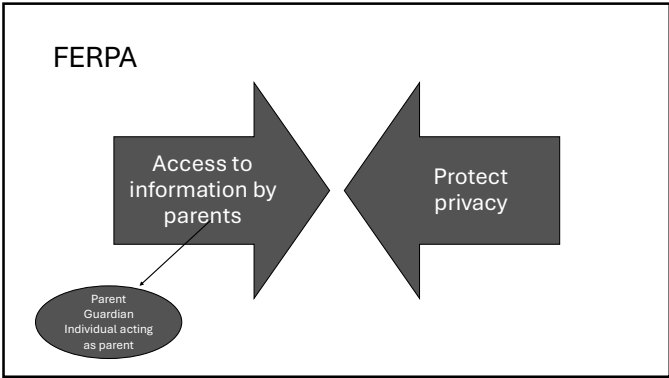 FERPA
Access to
information by
parents
Protect
privacy
Parent
Guardian
Individual acting
as parent